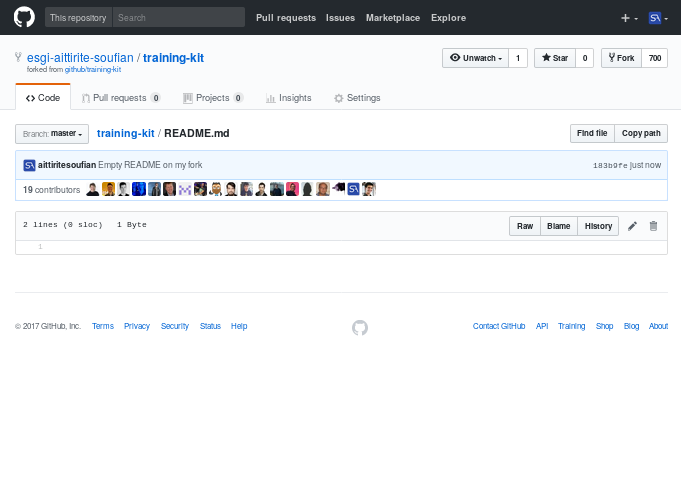 This repository Search Pull requests Issues Marketplace Explore
esgi-aittirite-soufian / training-kit Unwatch 1 Star 0 Fork 700
forked from github/training-kit
Code Pull requests 0 Projects 0 Insights Settings
Branch: master training-kit / README.md Find file Copy path
aittiritesoufian Empty README on my fork 183b9fe just now
19 contributors
2 lines (0 sloc) 1 Byte Raw Blame History
1
© 2017 GitHub, Inc. Terms Privacy Security Status Help Contact GitHub API Training Shop Blog About